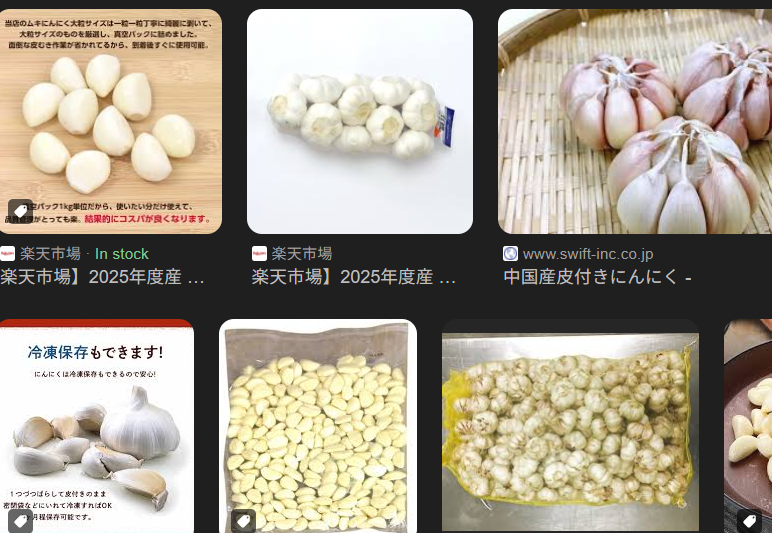 当店のムキにんにく大粒サイズは一粒一粒丁寧に綺麗に剥いて、
大粒サイズのものを厳選し、真空パックに詰めました。
面倒な皮むき作業が省かれてるから、到着後すぐに使用可能。
空パック1kg単位だから、使いたい分だけ使えて、
がとっても楽。結果的にコスパが良くなります。
楽天市場 · In stock
楽天市場】2025年度産 ...
楽天市場
楽天市場】2025年度産 ...
www.swift-inc.co.jp
中国産皮付きにんにく -
冷凍保存もできます!
にんにくは冷凍保存もできるので安心!
1つづつばらして皮付きのまま
密閉袋などにいれて冷凍すればOK
月程保存可能です。